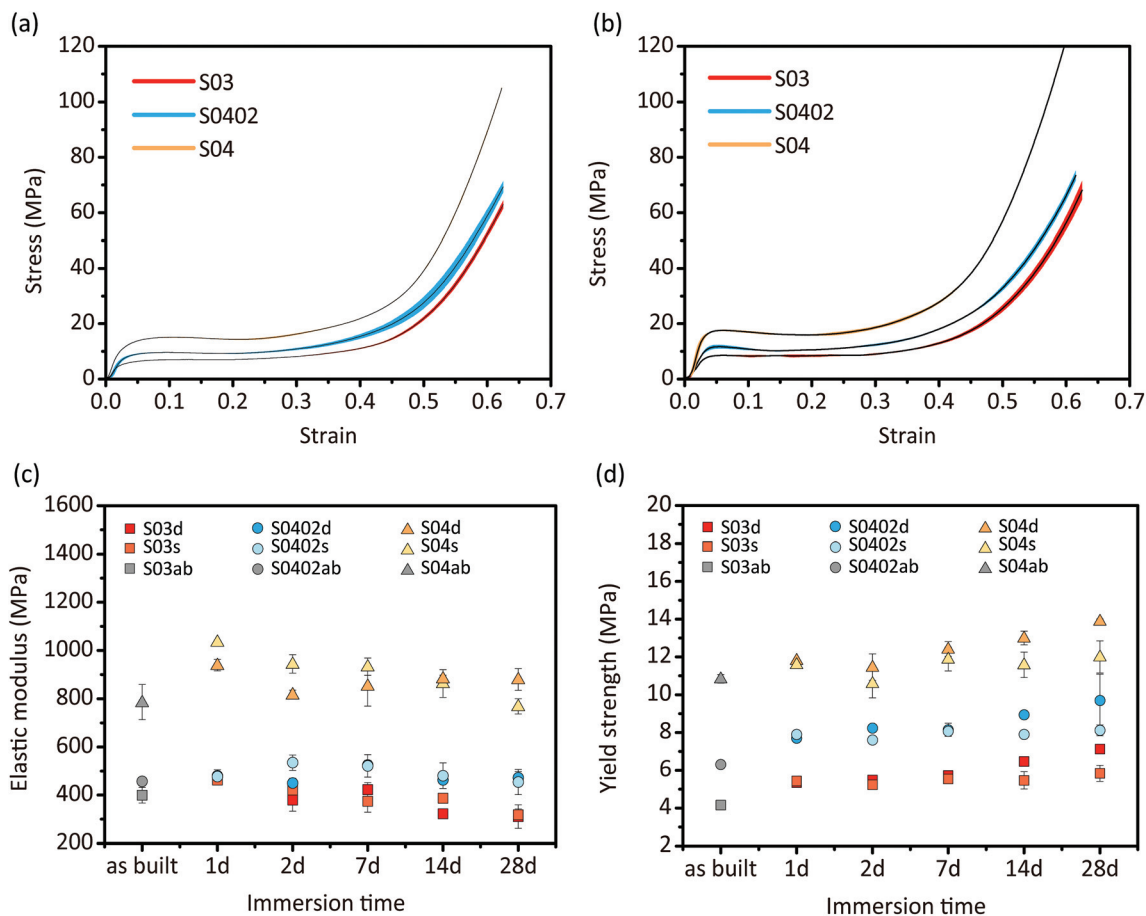 (a)
120
100
80
60
40
20
0
Stress (MPa)
S03
S0402
S04
0.0 0.1 0.2 0.3 0.4 0.5 0.6 0.7
Strain
(b)
120
100
80
60
40
20
0
Stress (MPa)
S03
S0402
S04
0.0 0.1 0.2 0.3 0.4 0.5 0.6 0.7
Strain
(c)
1600
1400
1200
1000
800
600
400
200
Elastic modulus (MPa)
S03d S0402d S04d
S03s S0402s S04s
S03ab S0402ab S04ab
as built 1d 2d 7d 14d 28d
Immersion time
(d)
20
18
16
14
12
10
8
6
4
2
Yield strength (MPa)
S03d S0402d S04d
S03s S0402s S04s
S03ab S0402ab S04ab
as built 1d 2d 7d 14d 28d
Immersion time